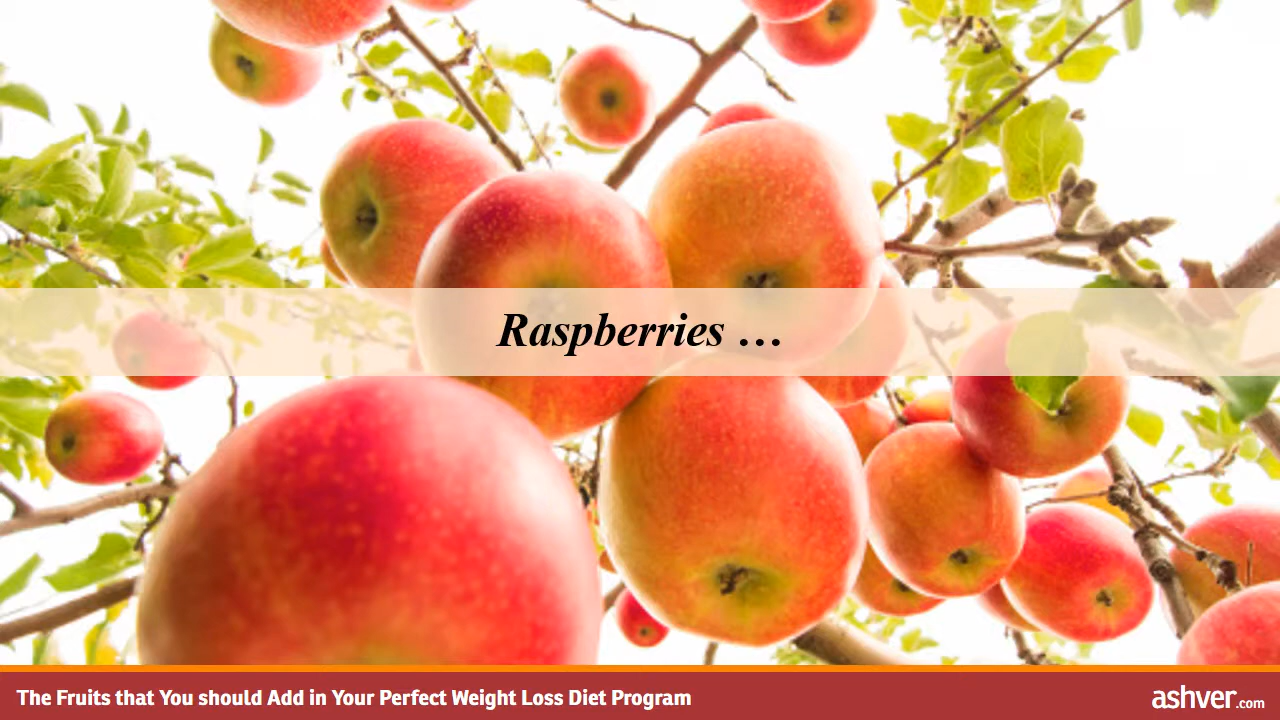 Raspberries …
The Fruits that You should Add in Your Perfect Weight Loss Diet Program
ashver.com